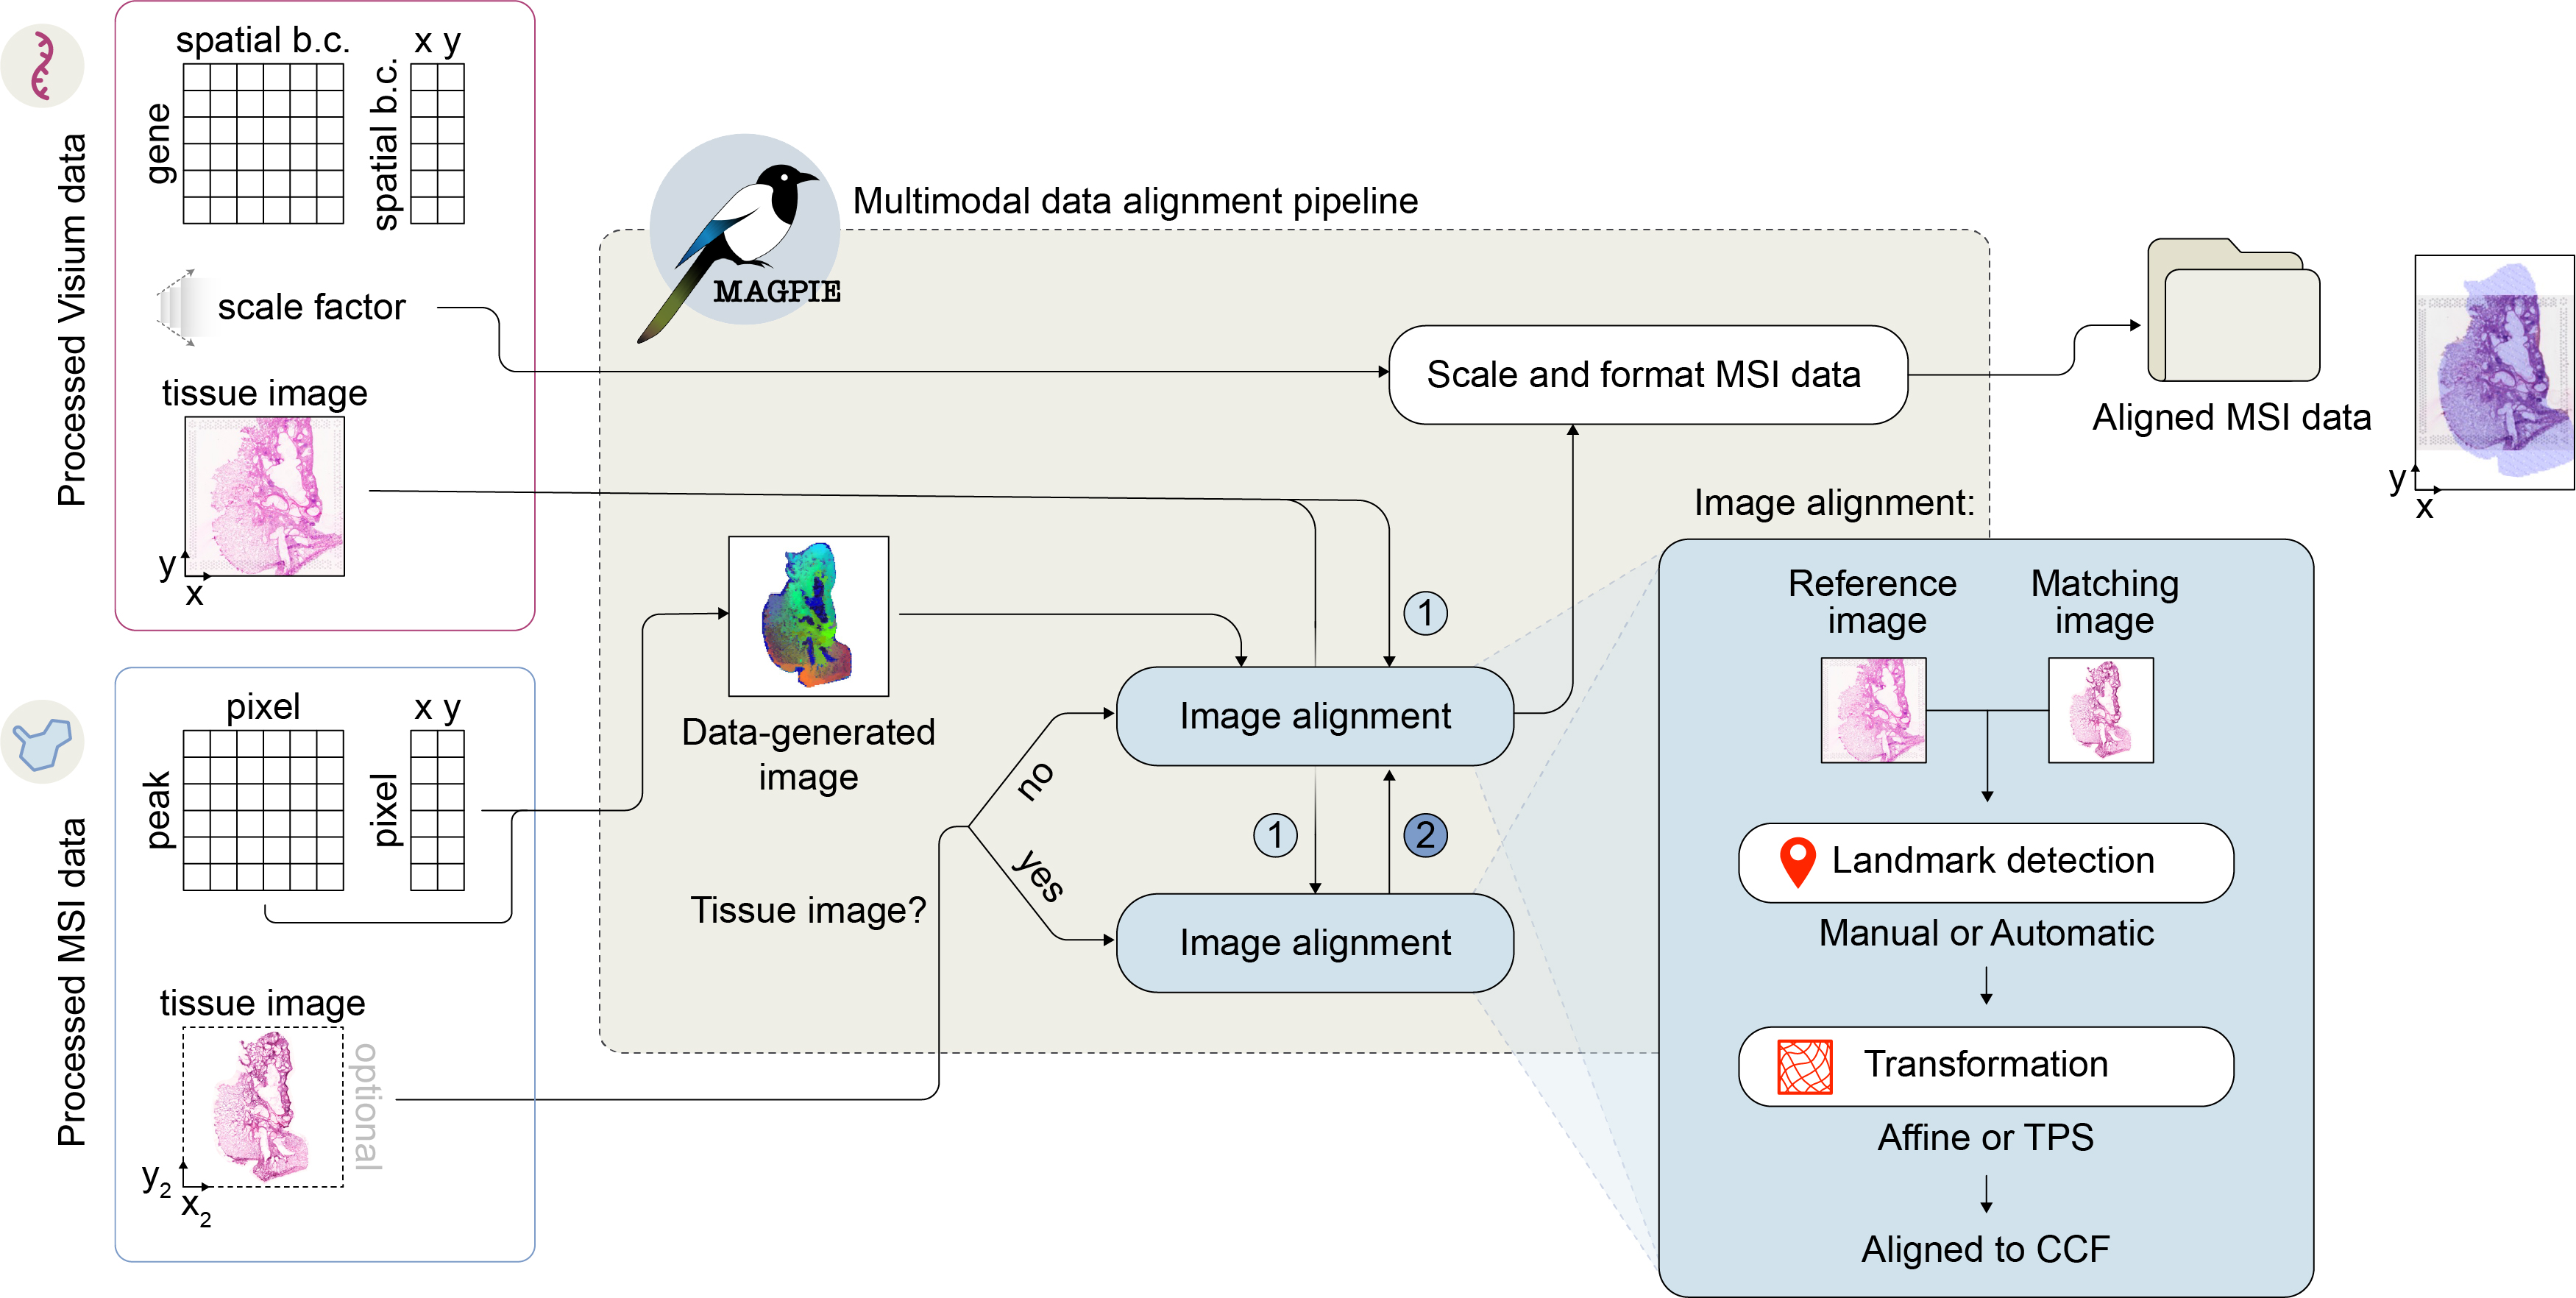 Processed Visium data
spatial b.c.
gene
x y
spatial b.c.
scale factor
tissue image
y
x
Processed MSI data
pixel
peak
x y
pixel
tissue image
optional
y2
x2
MAGPIE
Multimodal data alignment pipeline
Scale and format MSI data
Aligned MSI data
y
x
Data-generated
image
Tissue image?
no
yes
1
Image alignment
1
2
Image alignment
Image alignment:
Reference
image
Matching
image
Landmark detection
Manual or Automatic
Transformation
Affine or TPS
Aligned to CCF